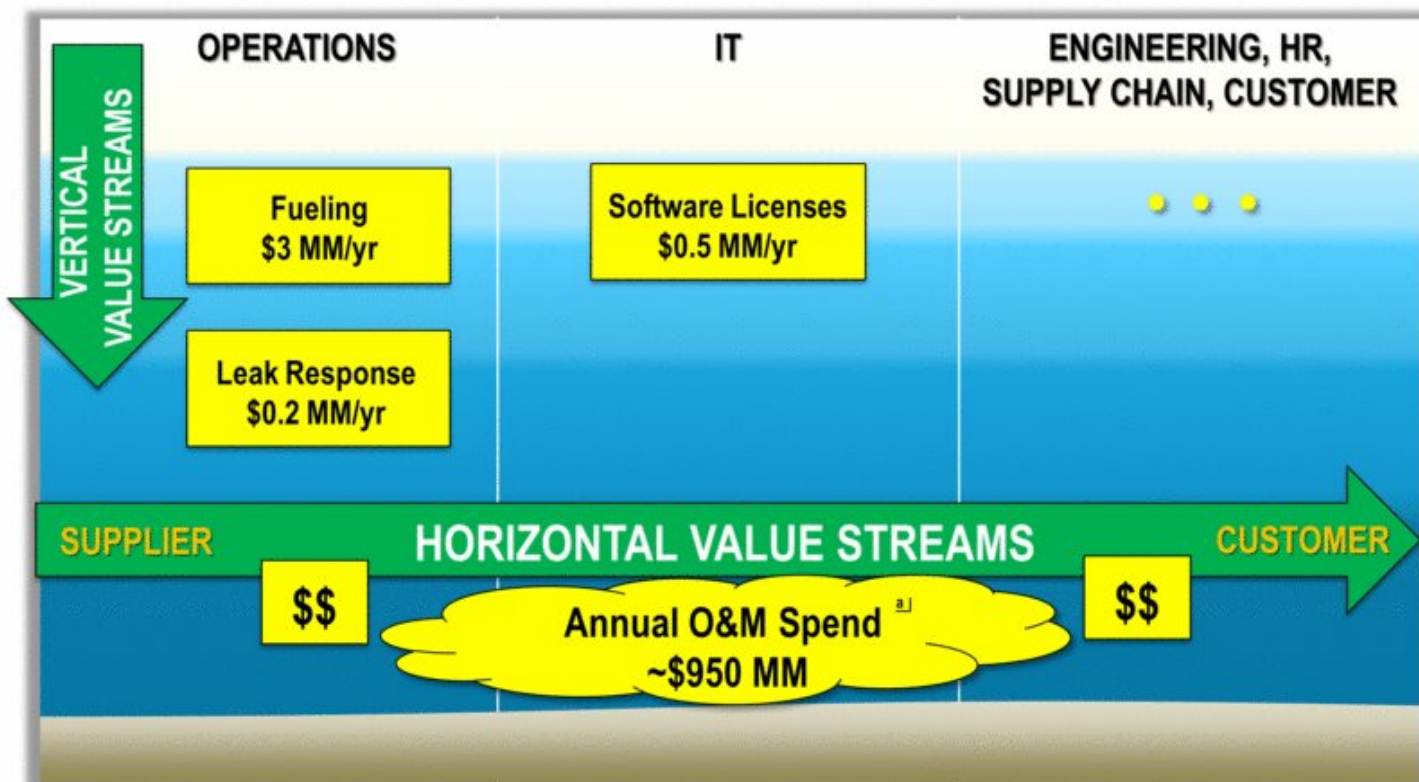 OPERATIONS
IT
ENGINEERING, HR,
SUPPLY CHAIN, CUSTOMER
VERTICAL
VALUE STREAMS
Fueling
$3 MM/yr
Software Licenses
$0.5 MM/yr
• • •
Leak Response
$0.2 MM/yr
SUPPLIER
HORIZONTAL VALUE STREAMS
CUSTOMER
$$
Annual O&M Spend a|
~$950 MM
$$